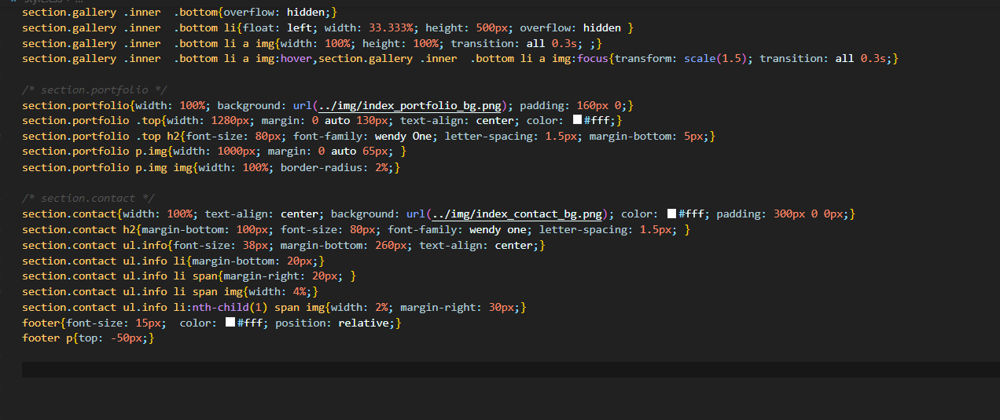 section.gallery .inner  .bottom{overflow: hidden;}
section.gallery .inner  .bottom li{float: left; width: 33.333%; height: 500px; overflow: hidden }
section.gallery .inner  .bottom li a img{width: 100%; height: 100%; transition: all 0.3s; ;}
section.gallery .inner  .bottom li a img:hover,section.gallery .inner  .bottom li a img:focus{transform: scale(1.5); transition: all 0.3s;}
/* section.portfolio */
section.portfolio{width: 100%; background: url(../img/index_portfolio_bg.png); padding: 160px 0;}
section.portfolio .top{width: 1280px; margin: 0 auto 130px; text-align: center; color: #fff;}
section.portfolio .top h2{font-size: 80px; font-family: wendy One; letter-spacing: 1.5px; margin-bottom: 5px;}
section.portfolio p.img{width: 1000px; margin: 0 auto 65px; }
section.portfolio p.img img{width: 100%; border-radius: 2%;}
/* section.contact */
section.contact{width: 100%; text-align: center; background: url(../img/index_contact_bg.png); color: #fff; padding: 300px 0 0px;}
section.contact h2{margin-bottom: 100px; font-size: 80px; font-family: wendy one; letter-spacing: 1.5px; }
section.contact ul.info{font-size: 38px; margin-bottom: 260px; text-align: center;}
section.contact ul.info li{margin-bottom: 20px;}
section.contact ul.info li span{margin-right: 20px; }
section.contact ul.info li span img{width: 4%;}
section.contact ul.info li:nth-child(1) span img{width: 2%; margin-right: 30px;}
footer{font-size: 15px;  color: #fff; position: relative;}
footer p{top: -50px;}